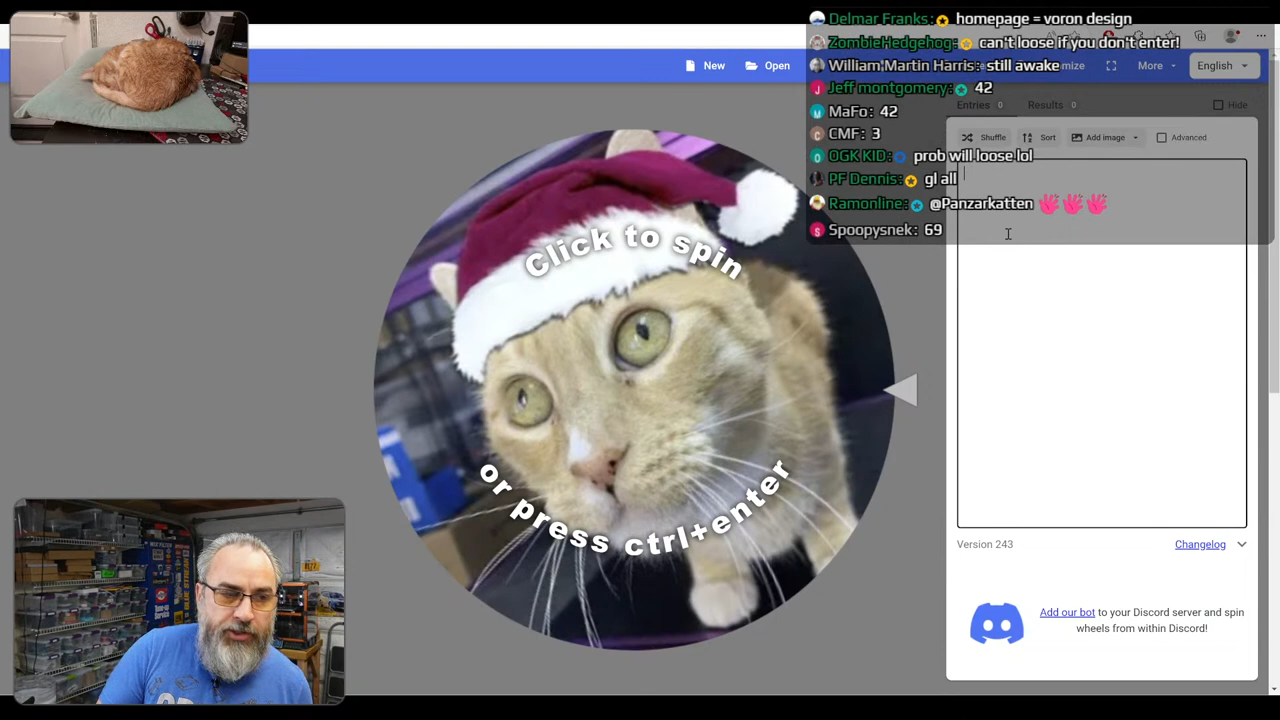 Delmar Franks: homepage = voron design
ZombieHedgehog: can't loose if you don't enter!
William Martin Harris: still awake
Jeff montgomery: 42
MaFo: 42
CMF: 3
OGK KID: prob will loose lol
PF Dennis: gl all
Ramonline: @Panzarkatten
Spoopysnek: 69
New
Open
More
English
Entries 0
Results 0
Hide
Shuffle
Sort
Add image
Advanced
Click to spin
or press ctrl+enter
Version 243
Changelog
Add our bot to your Discord server and spin
wheels from within Discord!